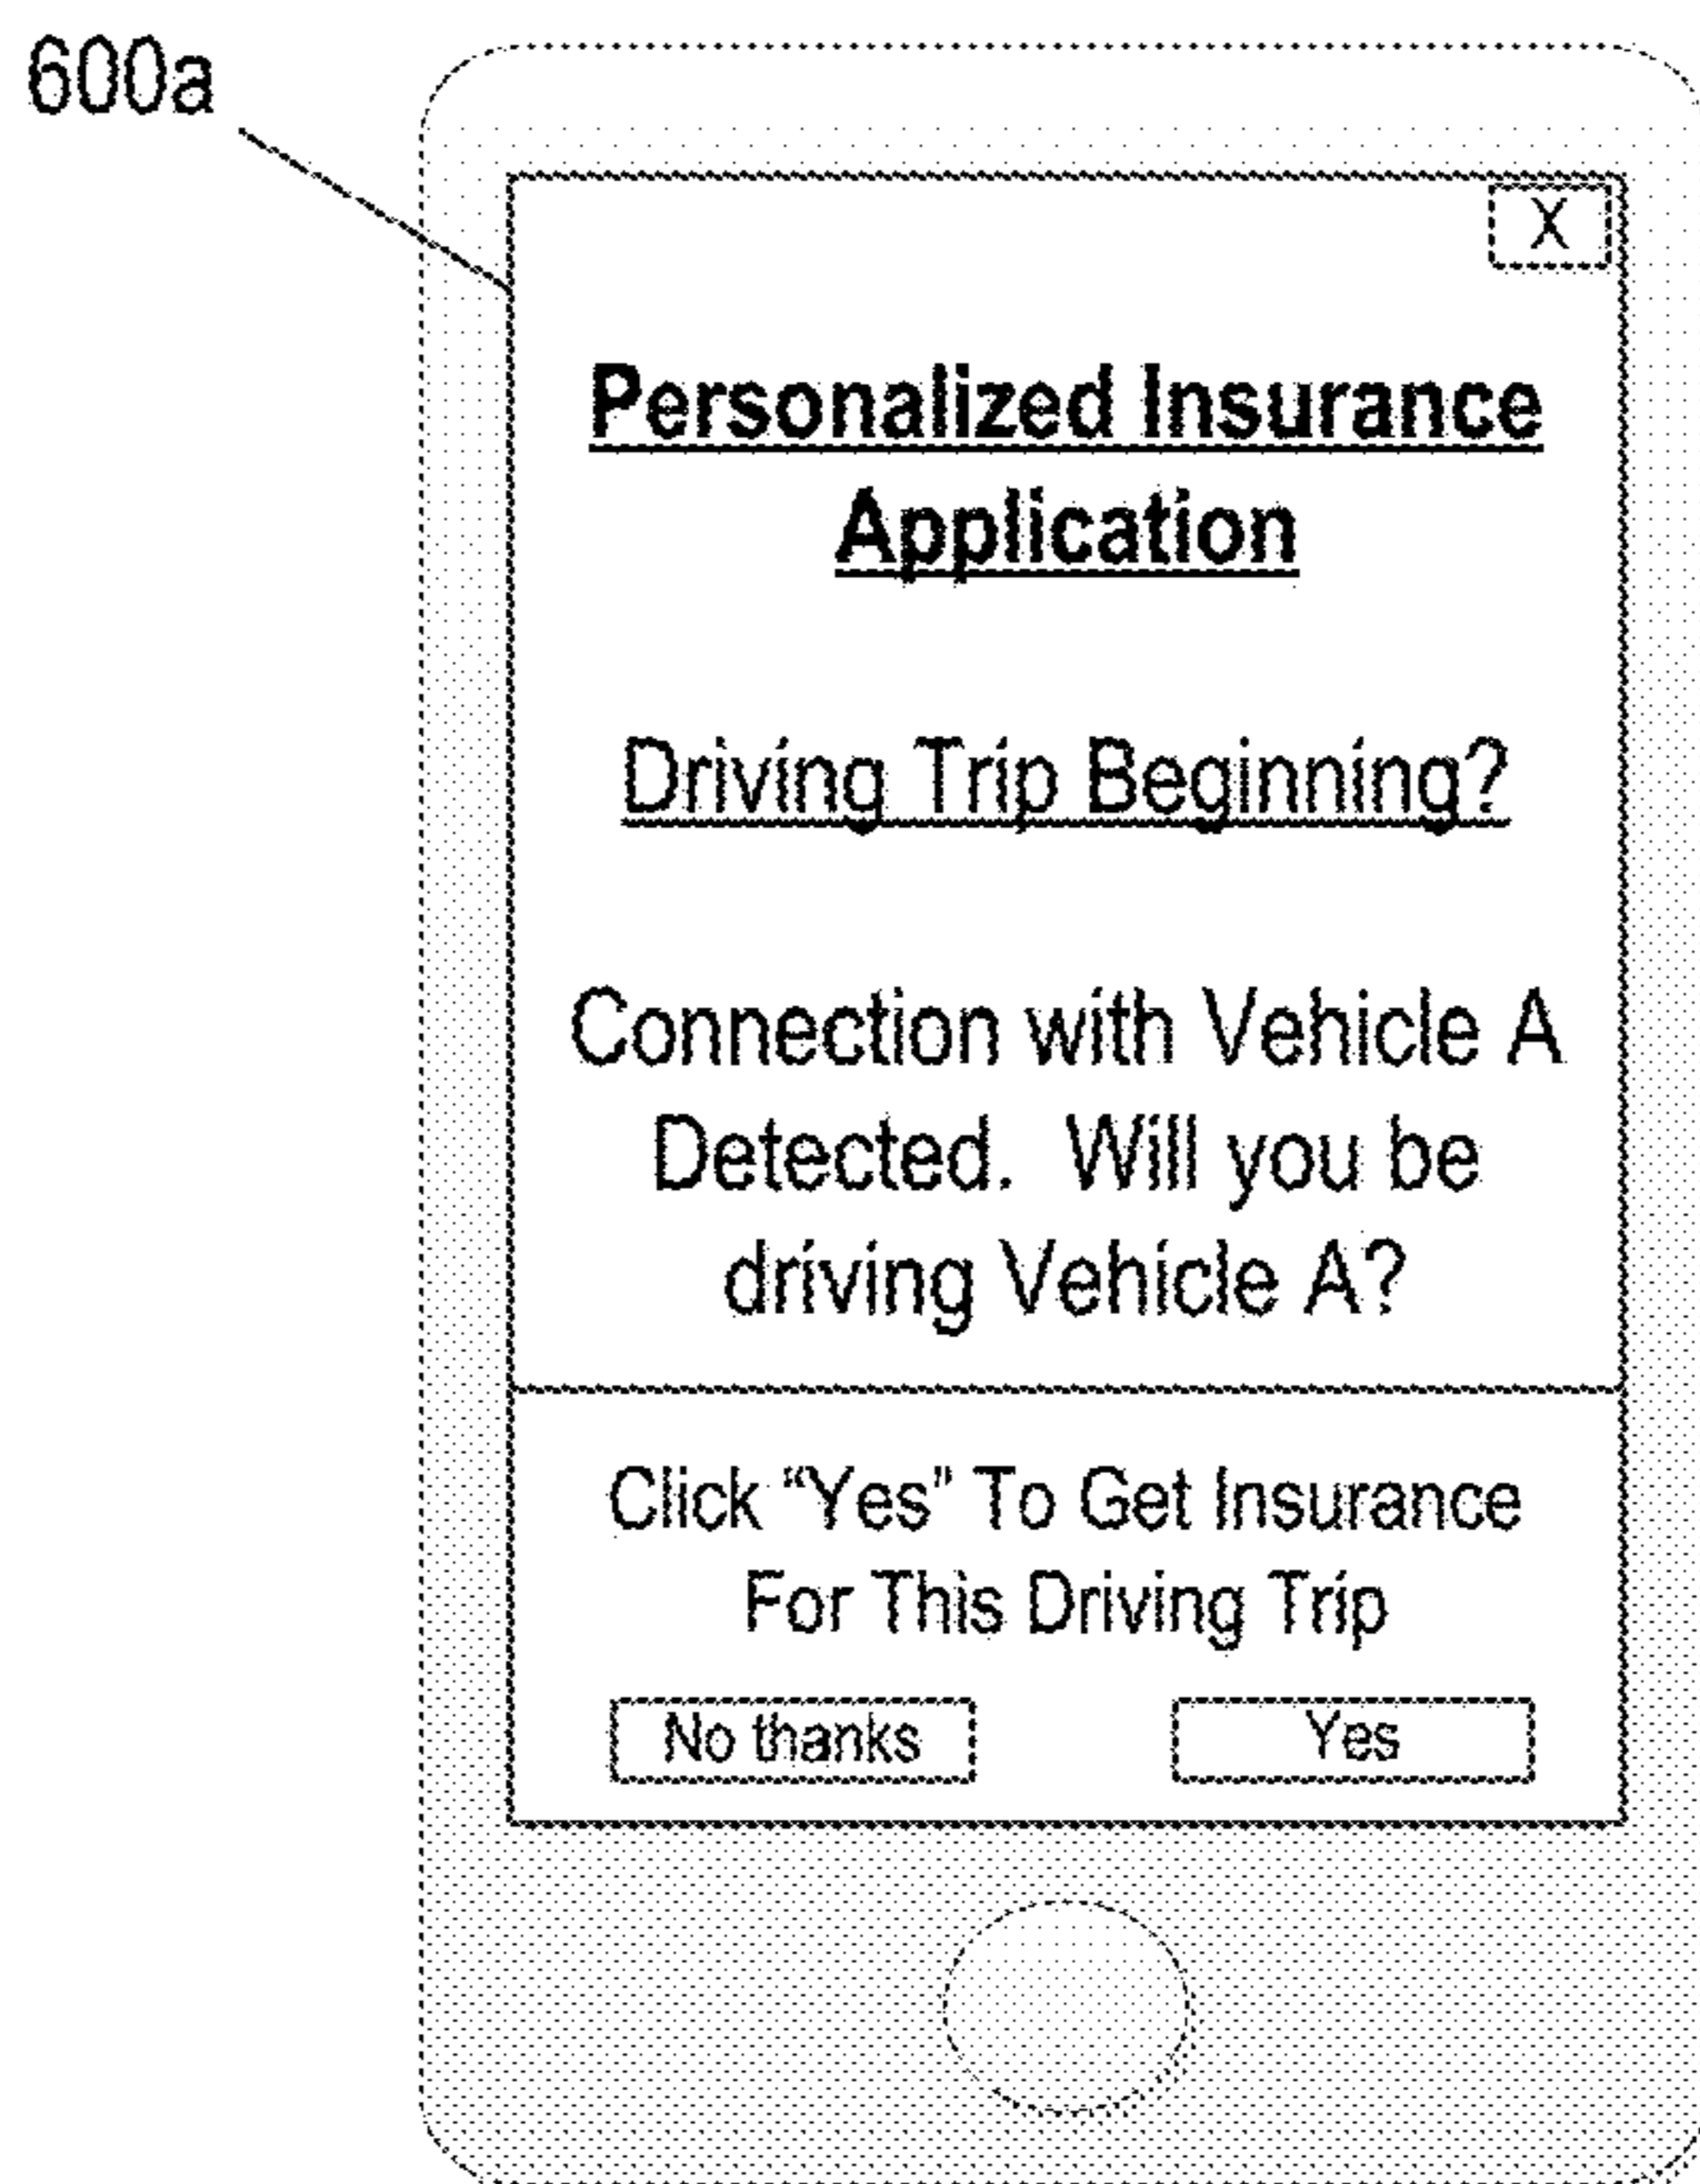 600a
X
Personalized Insurance
Application
Driving Trip Beginning?
Connection with Vehicle A
Detected.  Will you be
driving Vehicle A?
Click “Yes” To Get Insurance
For This Driving Trip
No thanks
Yes